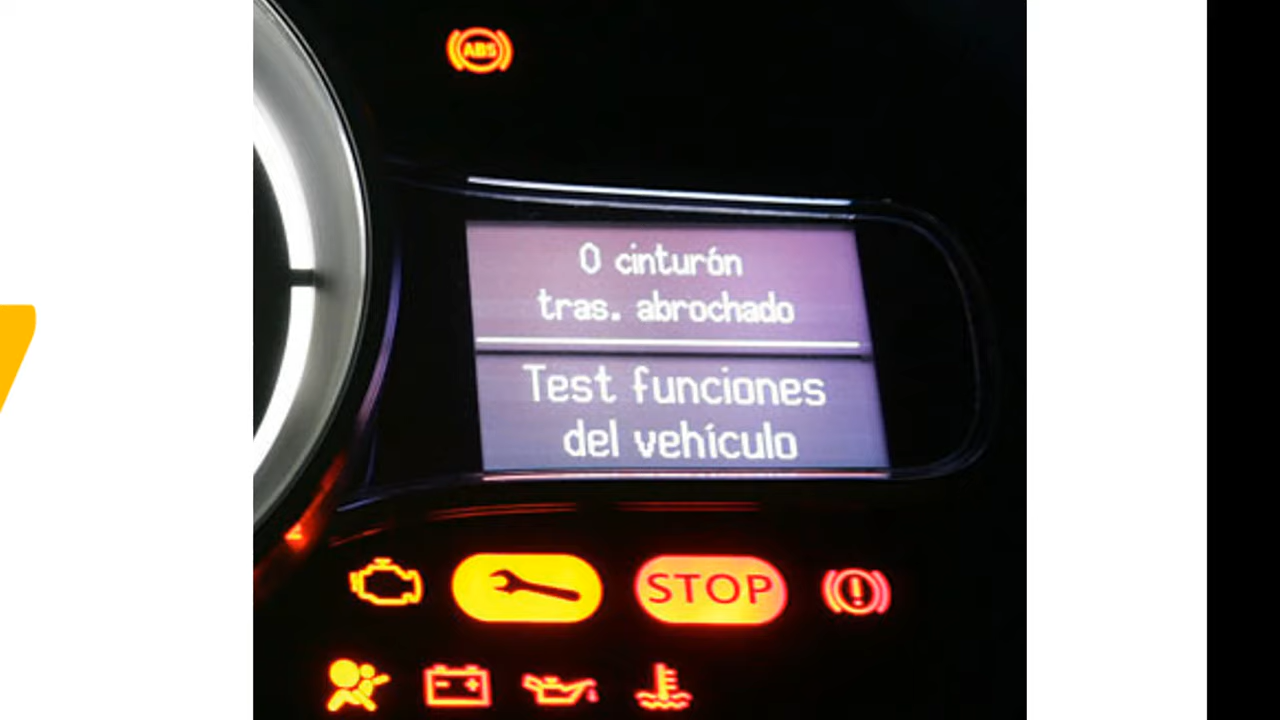 ABS
0 cinturón
tras. abrochado
Test funciones
del vehículo
STOP